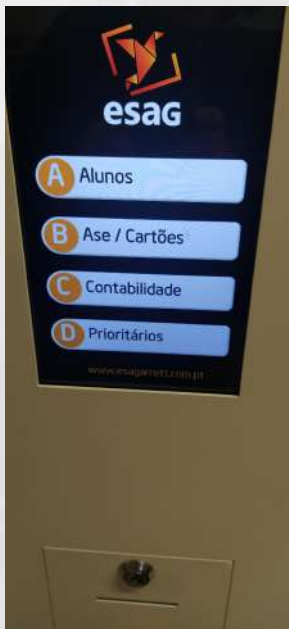 esag
A Alunos
B Ase / Cartões
C Contabilidade
D Prioritários
www.esagarrett.com.pt